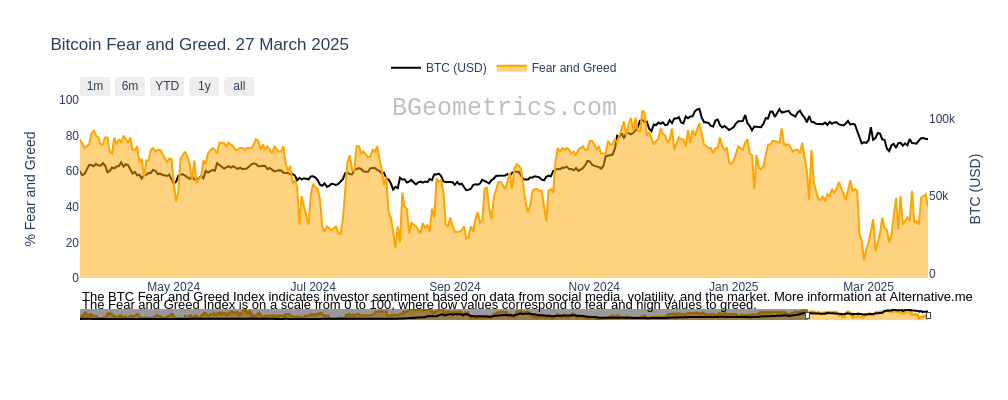 Bitcoin Fear and Greed. 27 March 2025
BTC (USD) Fear and Greed
1m 6m YTD 1y all
BGeometrics.com
100
80
60
40
20
0
% Fear and Greed
100k
50k
0
BTC (USD)
May 2024 Jul 2024 Sep 2024 Nov 2024 Jan 2025 Mar 2025
The BTC Fear and Greed Index indicates investor sentiment based on data from social media, volatility, and the market. More information at Alternative.me
The Fear and Greed Index is on a scale from 0 to 100, where low values correspond to fear and high values to greed.